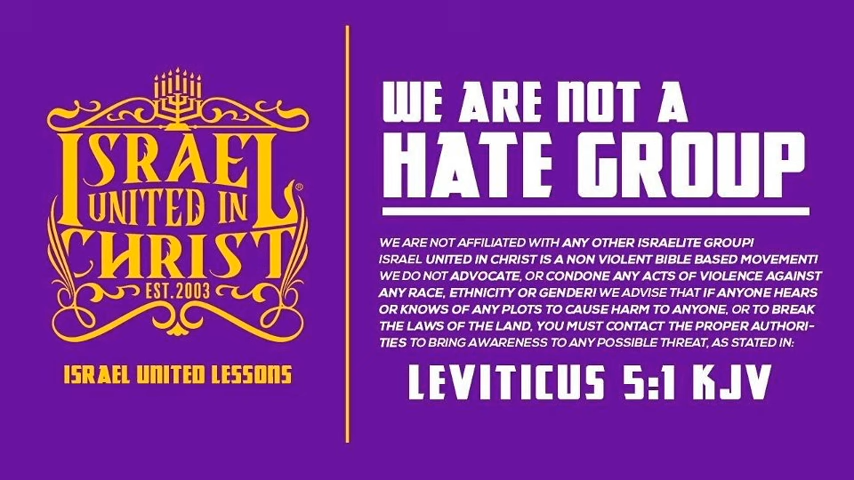 ISRAEL
UNITED IN
CHRIST
®
EST. 2003
ISRAEL UNITED LESSONS
WE ARE NOT A
HATE GROUP
WE ARE NOT AFFILIATED WITH ANY OTHER ISRAELITE GROUP!
ISRAEL UNITED IN CHRIST IS A NON VIOLENT BIBLE BASED MOVEMENT!
WE DO NOT ADVOCATE, OR CONDONE ANY ACTS OF VIOLENCE AGAINST
ANY RACE, ETHNICITY OR GENDER! WE ADVISE THAT IF ANYONE HEARS
OR KNOWS OF ANY PLOTS TO CAUSE HARM TO ANYONE, OR TO BREAK
THE LAWS OF THE LAND, YOU MUST CONTACT THE PROPER AUTHORI-
TIES TO BRING AWARENESS TO ANY POSSIBLE THREAT, AS STATED IN:
LEVITICUS 5:1 KJV